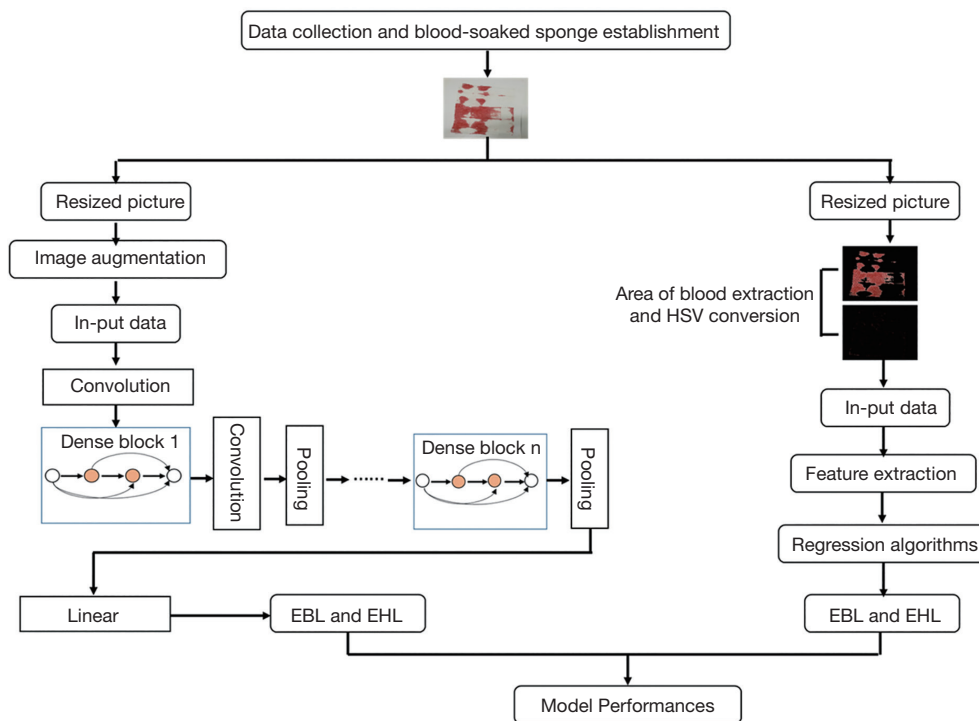 Data collection and blood-soaked sponge establishment
Resized picture
Image augmentation
In-put data
Convolution
Dense block 1
Convolution
Pooling
......
Dense block n
Pooling
Linear
EBL and EHL
Resized picture
Area of blood extraction
and HSV conversion
In-put data
Feature extraction
Regression algorithms
EBL and EHL
Model Performances